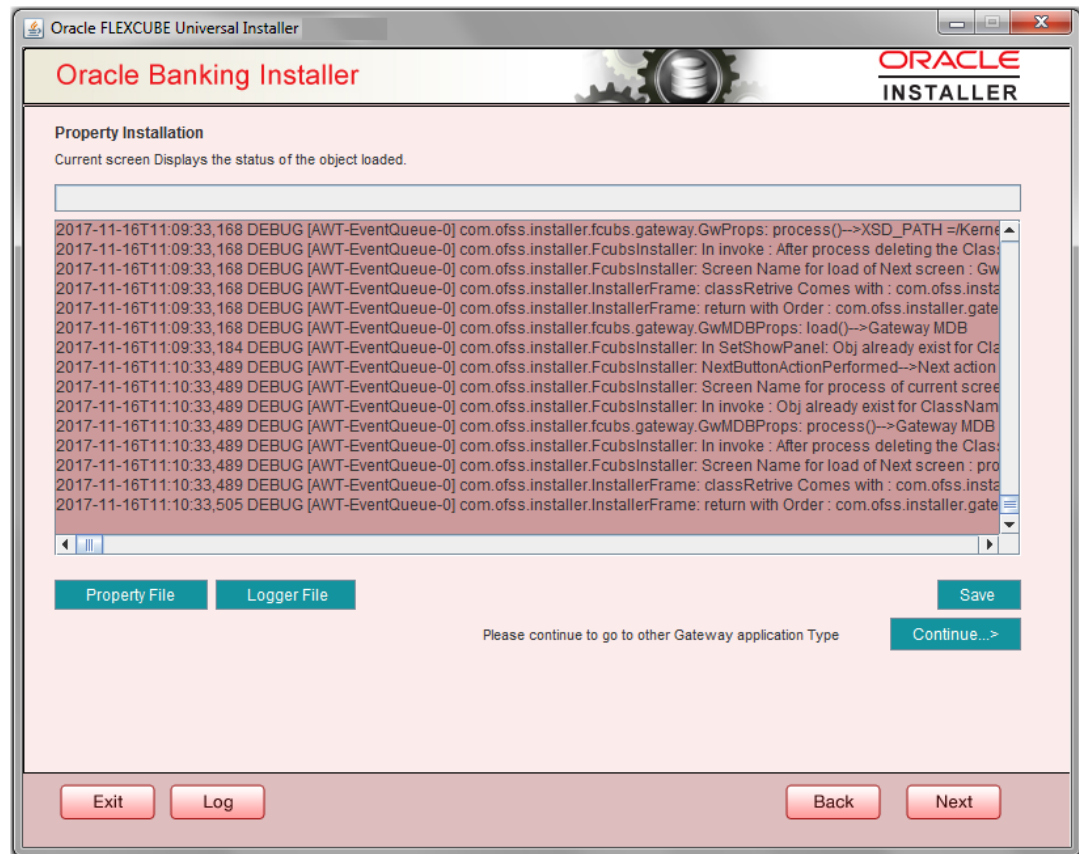 Oracle FLEXCUBE Universal Installer
Oracle Banking Installer
ORACLE
INSTALLER
Property Installation
Current screen Displays the status of the object loaded.
2017-11-16T11:09:33,168 DEBUG [AWT-EventQueue-0] com.ofss.installer.fcubs.gateway.GwProps: process()-->XSD_PATH =/Kerne
2017-11-16T11:09:33,168 DEBUG [AWT-EventQueue-0] com.ofss.installer.FcubsInstaller: In invoke : After process deleting the Clas
2017-11-16T11:09:33,168 DEBUG [AWT-EventQueue-0] com.ofss.installer.FcubsInstaller: Screen Name for load of Next screen : Gw
2017-11-16T11:09:33,168 DEBUG [AWT-EventQueue-0] com.ofss.installer.InstallerFrame: classRetrive Comes with : com.ofss.insta
2017-11-16T11:09:33,168 DEBUG [AWT-EventQueue-0] com.ofss.installer.InstallerFrame: return with Order : com.ofss.installer.gate
2017-11-16T11:09:33,168 DEBUG [AWT-EventQueue-0] com.ofss.installer.fcubs.gateway.GwMDBProps: load()-->Gateway MDB
2017-11-16T11:09:33,184 DEBUG [AWT-EventQueue-0] com.ofss.installer.FcubsInstaller: In SetShowPanel: Obj already exist for Cla
2017-11-16T11:10:33,489 DEBUG [AWT-EventQueue-0] com.ofss.installer.FcubsInstaller: NextButtonActionPerformed-->Next action
2017-11-16T11:10:33,489 DEBUG [AWT-EventQueue-0] com.ofss.installer.FcubsInstaller: Screen Name for process of current scree
2017-11-16T11:10:33,489 DEBUG [AWT-EventQueue-0] com.ofss.installer.FcubsInstaller: In invoke : Obj already exist for ClassNam
2017-11-16T11:10:33,489 DEBUG [AWT-EventQueue-0] com.ofss.installer.fcubs.gateway.GwMDBProps: process()-->Gateway MDB
2017-11-16T11:10:33,489 DEBUG [AWT-EventQueue-0] com.ofss.installer.FcubsInstaller: In invoke : After process deleting the Clas
2017-11-16T11:10:33,489 DEBUG [AWT-EventQueue-0] com.ofss.installer.FcubsInstaller: Screen Name for load of Next screen : pro
2017-11-16T11:10:33,489 DEBUG [AWT-EventQueue-0] com.ofss.installer.InstallerFrame: classRetrive Comes with : com.ofss.insta
2017-11-16T11:10:33,505 DEBUG [AWT-EventQueue-0] com.ofss.installer.InstallerFrame: return with Order : com.ofss.installer.gate
Property File Logger File Save
Please continue to go to other Gateway application Type Continue...>
Exit Log Back Next